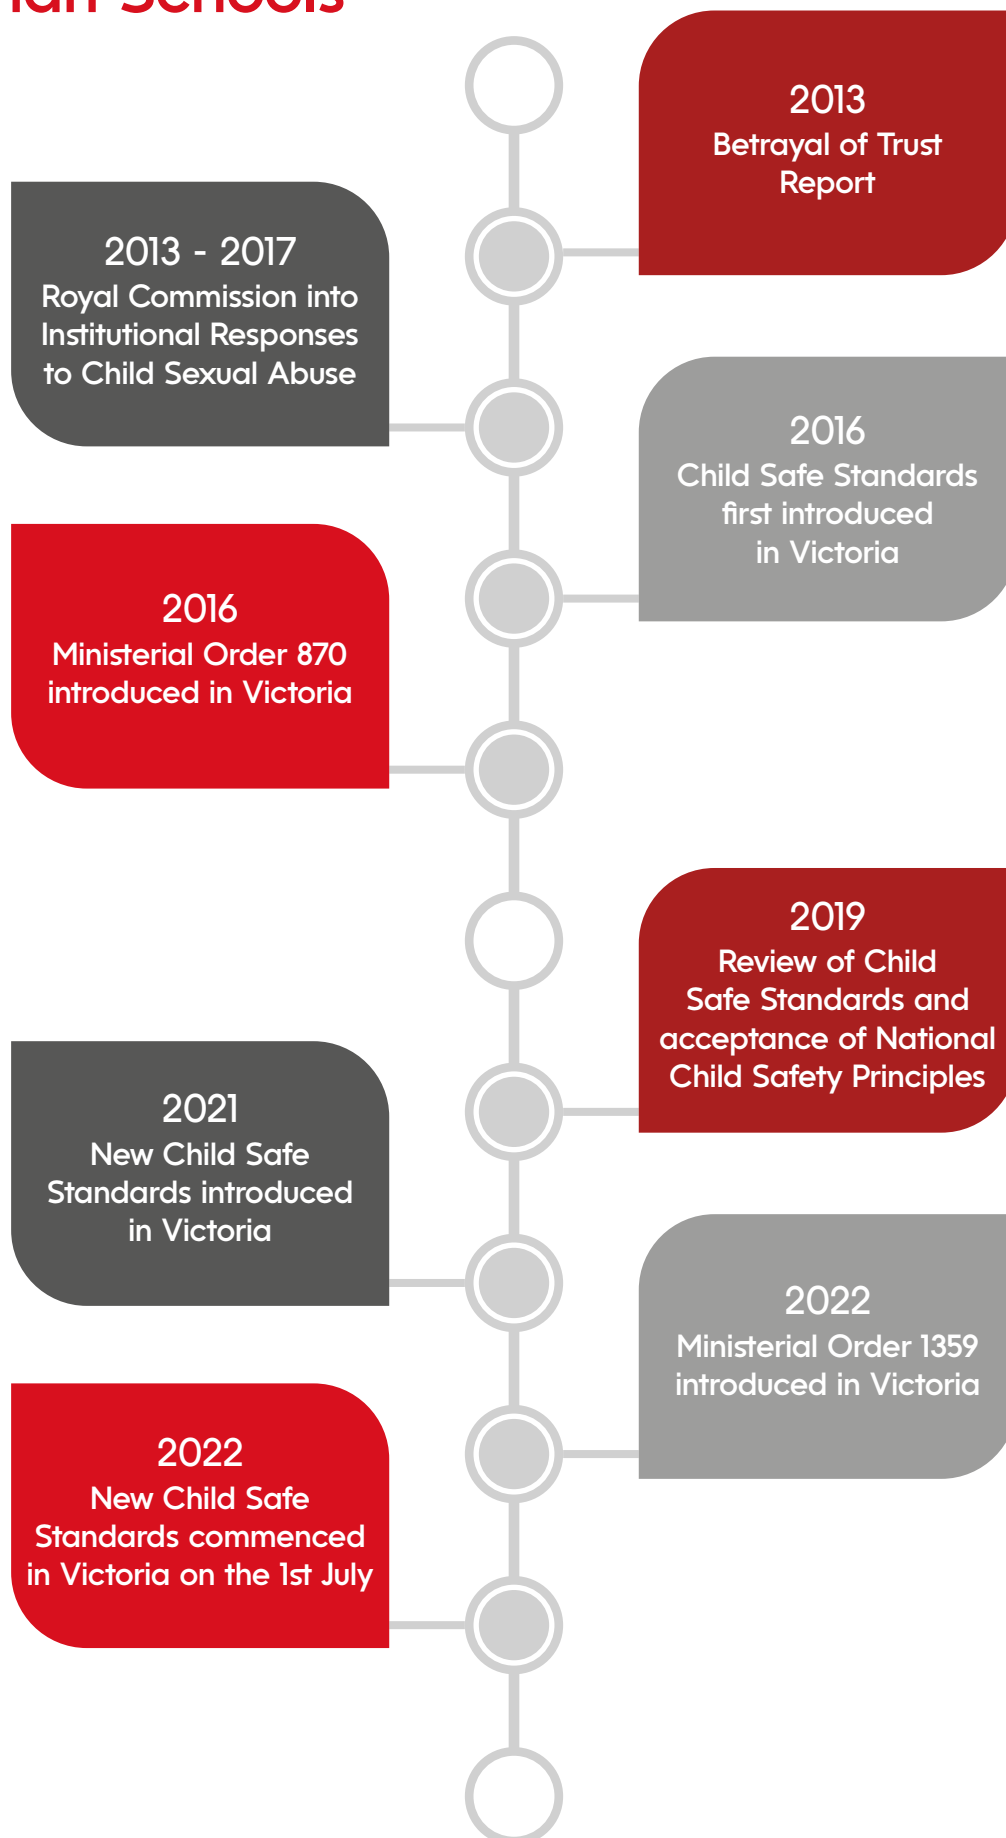 ian Schools
2013
Betrayal of Trust
Report
2013 - 2017
Royal Commission into
Institutional Responses
to Child Sexual Abuse
2016
Child Safe Standards
first introduced
in Victoria
2016
Ministerial Order 870
introduced in Victoria
2019
Review of Child
Safe Standards and
acceptance of National
Child Safety Principles
2021
New Child Safe
Standards introduced
in Victoria
2022
Ministerial Order 1359
introduced in Victoria
2022
New Child Safe
Standards commenced
in Victoria on the 1st July